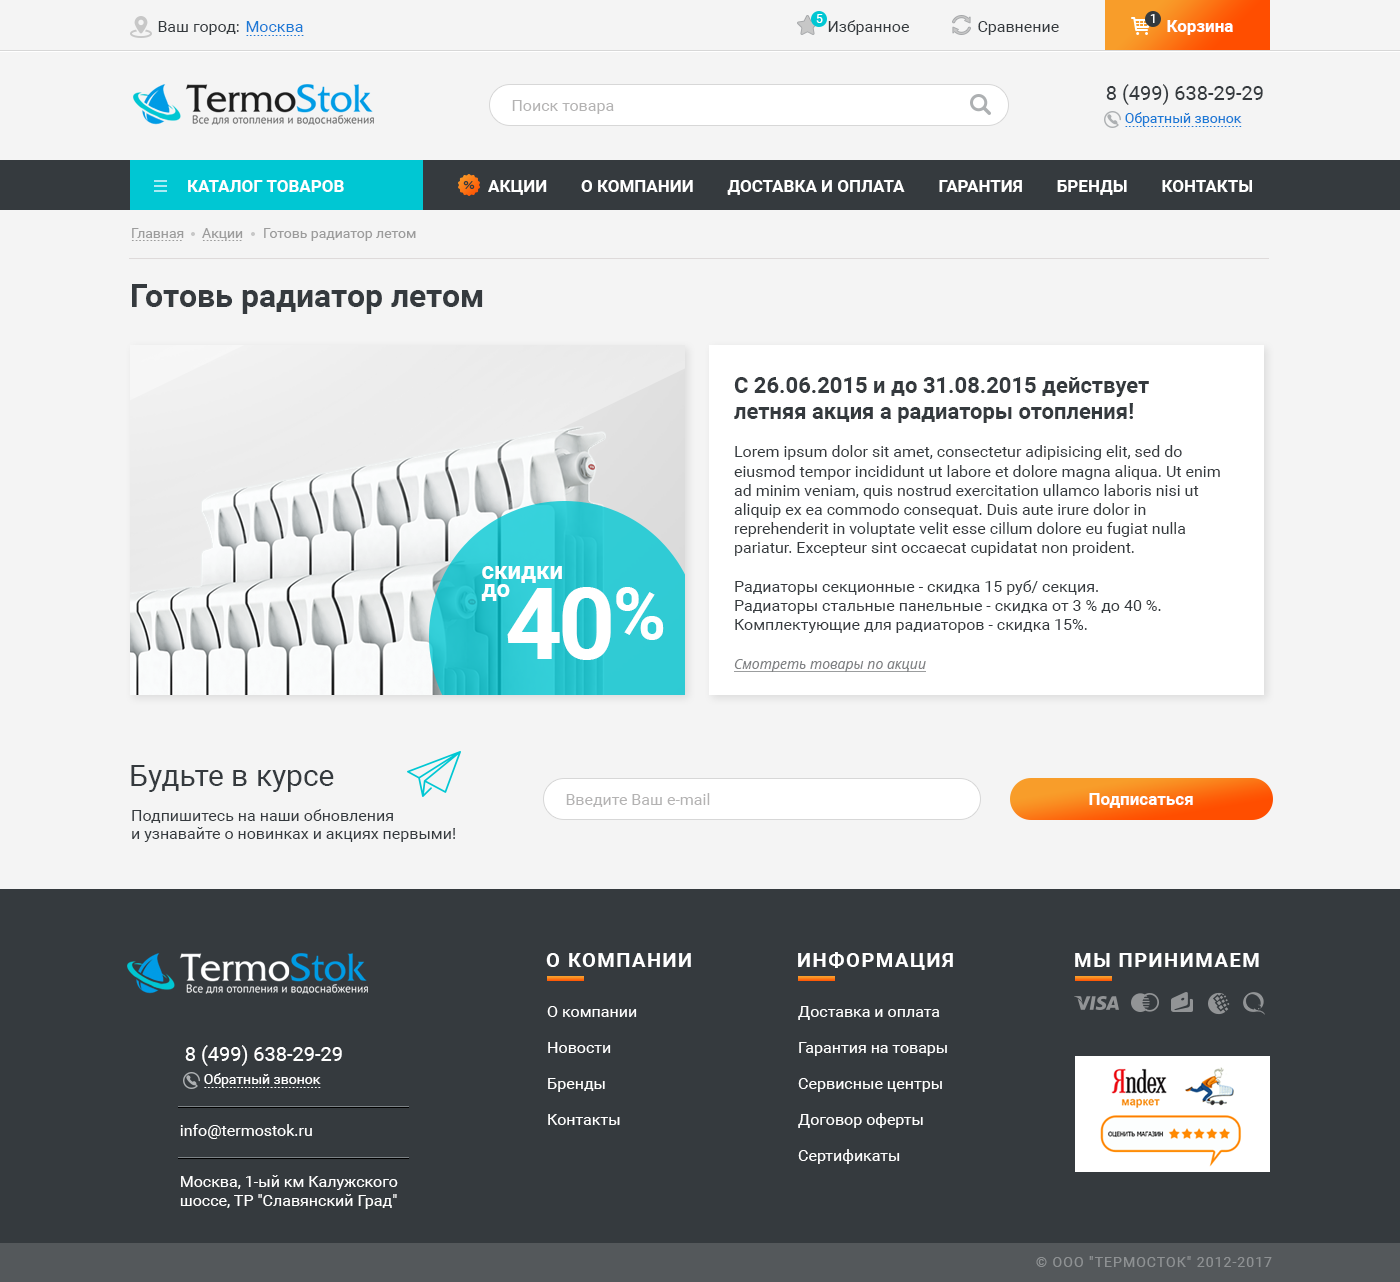 Ваш город: Москва
5 Избранное
Сравнение
1 Корзина
TermoStok
Все для отопления и водоснабжения
Поиск товара
8 (499) 638-29-29
Обратный звонок
КАТАЛОГ ТОВАРОВ
% АКЦИИ
О КОМПАНИИ
ДОСТАВКА И ОПЛАТА
ГАРАНТИЯ
БРЕНДЫ
КОНТАКТЫ
Главная • Акции • Готовь радиатор летом
Готовь радиатор летом
скидки
до
40%
С 26.06.2015 и до 31.08.2015 действует
летняя акция а радиаторы отопления!
Lorem ipsum dolor sit amet, consectetur adipisicing elit, sed do
eiusmod tempor incididunt ut labore et dolore magna aliqua. Ut enim
ad minim veniam, quis nostrud exercitation ullamco laboris nisi ut
aliquip ex ea commodo consequat. Duis aute irure dolor in
reprehenderit in voluptate velit esse cillum dolore eu fugiat nulla
pariatur. Excepteur sint occaecat cupidatat non proident.
Радиаторы секционные - скидка 15 руб/ секция.
Радиаторы стальные панельные - скидка от 3 % до 40 %.
Комплектующие для радиаторов - скидка 15%.
Смотреть товары по акции
Будьте в курсе
Подпишитесь на наши обновления
и узнавайте о новинках и акциях первыми!
Введите Ваш e-mail
Подписаться
TermoStok
Все для отопления и водоснабжения
8 (499) 638-29-29
Обратный звонок
info@termostok.ru
Москва, 1-ый км Калужского
шоссе, ТР "Славянский Град"
О КОМПАНИИ
О компании
Новости
Бренды
Контакты
ИНФОРМАЦИЯ
Доставка и оплата
Гарантия на товары
Сервисные центры
Договор оферты
Сертификаты
МЫ ПРИНИМАЕМ
VISA
Яndex
маркет
ОЦЕНИТЬ МАГАЗИН
© ООО "ТЕРМОСТОК" 2012-2017